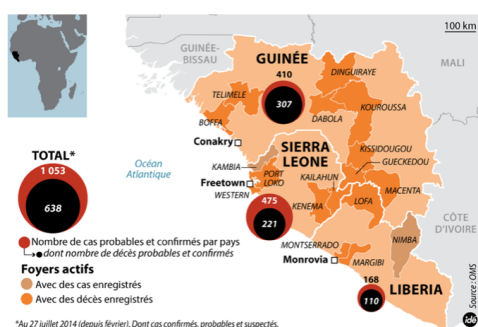 100 km
GUINÉE-
BISSAU
GUINÉE
MALI
410
307
DINGUIRAYE
TELIMELE
KOUROUSSA
BOFFA
DABOLA
Conakry
KISSIDOUGOU
GUECKEDOU
SIERRA
LEONE
TOTAL*
1 053
638
Océan
Atlantique
KAMBIA
PORT
LOKO
KAILAHUN
Freetown
WESTERN
MACENTA
475
221
KENEMA
LOFA
CÔTE
D'IVOIRE
NIMBA
MONTSERRADO
Monrovia
MARGIBI
168
110
LIBERIA
Nombre de cas probables et confirmés par pays
dont nombre de décès probables et confirmés
Foyers actifs
Avec des cas enregistrés
Avec des décès enregistrés
*Au 27 juillet 2014 (depuis février). Dont cas confirmés, probables et suspectés.
Source : OMS
idé